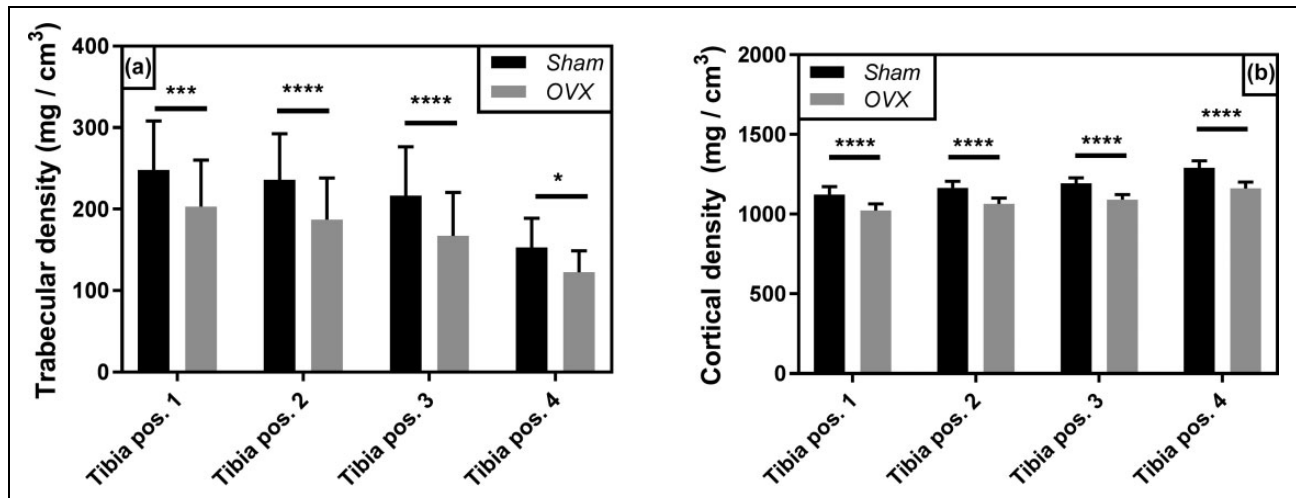 (a)
Sham
OVX
Trabecular density (mg / cm³)
400
300
200
100
0
***
****
****
*
Tibia pos. 1
Tibia pos. 2
Tibia pos. 3
Tibia pos. 4
Sham
OVX
(b)
Cortical density (mg / cm³)
2000
1500
1000
500
0
****
****
****
****
Tibia pos. 1
Tibia pos. 2
Tibia pos. 3
Tibia pos. 4